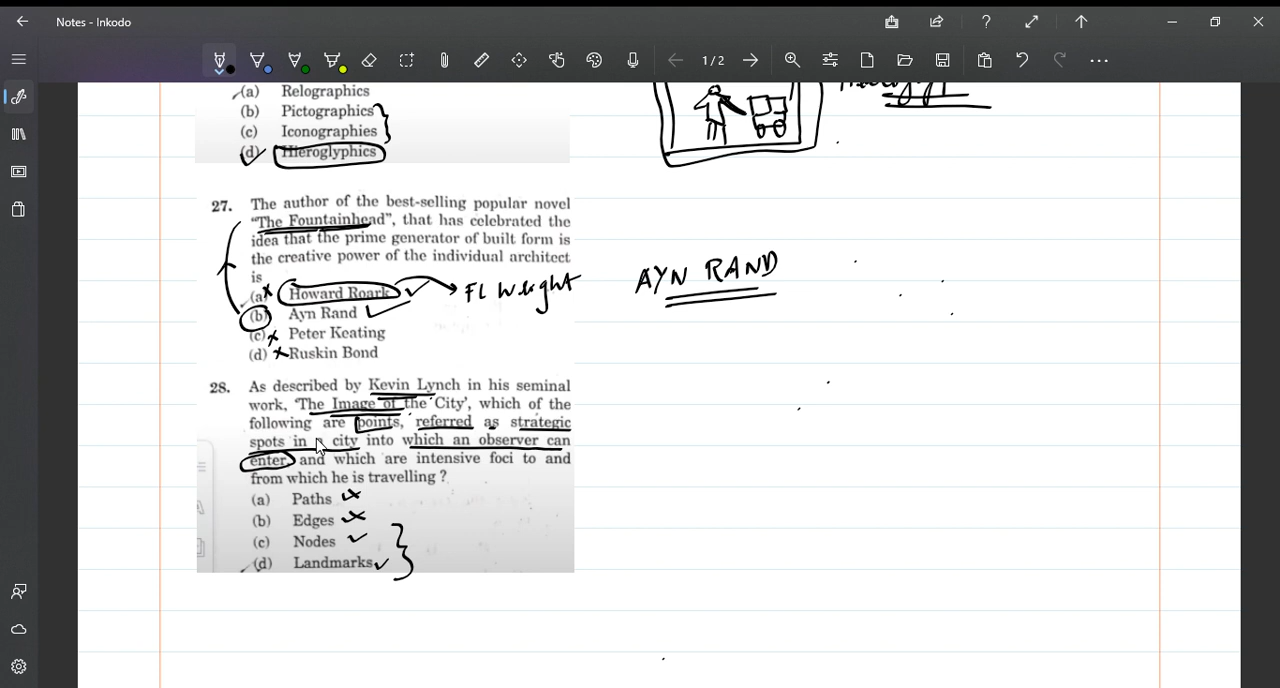 Notes - Inkodo
1 / 2
(a) Relographics
(b) Pictographics
(c) Iconographies
(d) Hieroglyphics
27. The author of the best-selling popular novel
"The Fountainhead", that has celebrated the
idea that the prime generator of built form is
the creative power of the individual architect
is
(a) Howard Roark
FL Wright
AYN RAND
(b) Ayn Rand
(c) Peter Keating
(d) Ruskin Bond
28. As described by Kevin Lynch in his seminal
work, 'The Image of the City', which of the
following are points, referred as strategic
spots in a city into which an observer can
enter, and which are intensive foci to and
from which he is travelling ?
(a) Paths
(b) Edges
(c) Nodes
(d) Landmarks